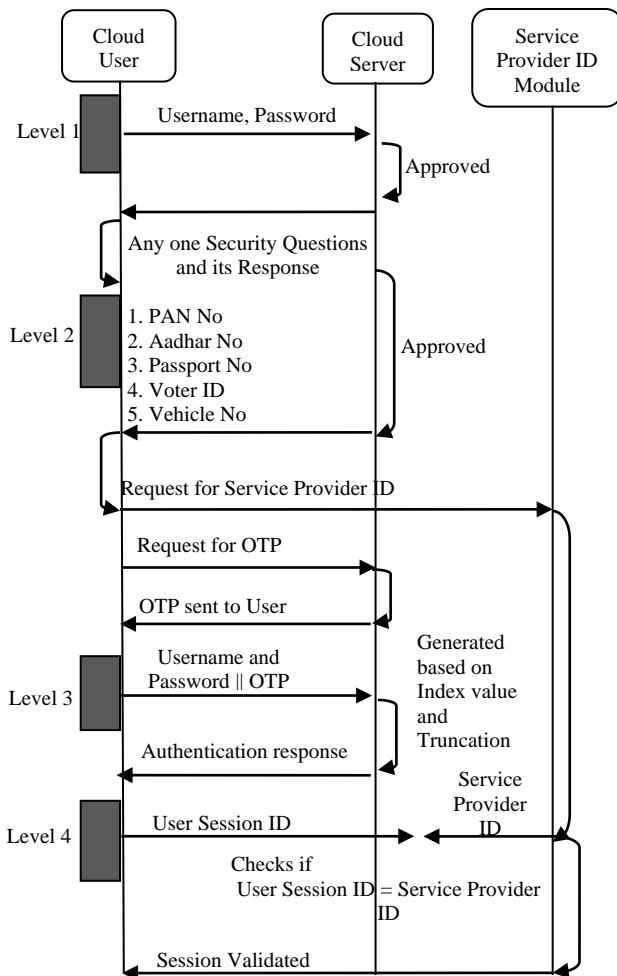 Cloud
User
Cloud
Server
Service
Provider ID
Module
Level 1
Username, Password
Approved
Any one Security Questions
and its Response
Level 2
1. PAN No
2. Aadhar No
3. Passport No
4. Voter ID
5. Vehicle No
Approved
Request for Service Provider ID
Request for OTP
OTP sent to User
Level 3
Username and
Password || OTP
Generated
based on
Index value
and
Truncation
Authentication response
Level 4
User Session ID
Service
Provider
ID
Checks if
User Session ID = Service Provider
ID
Session Validated